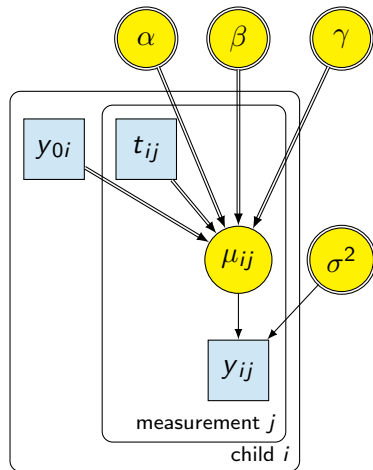 α β γ
y₀ᵢ tᵢⱼ
μᵢⱼ σ²
yᵢⱼ
measurement j
child i